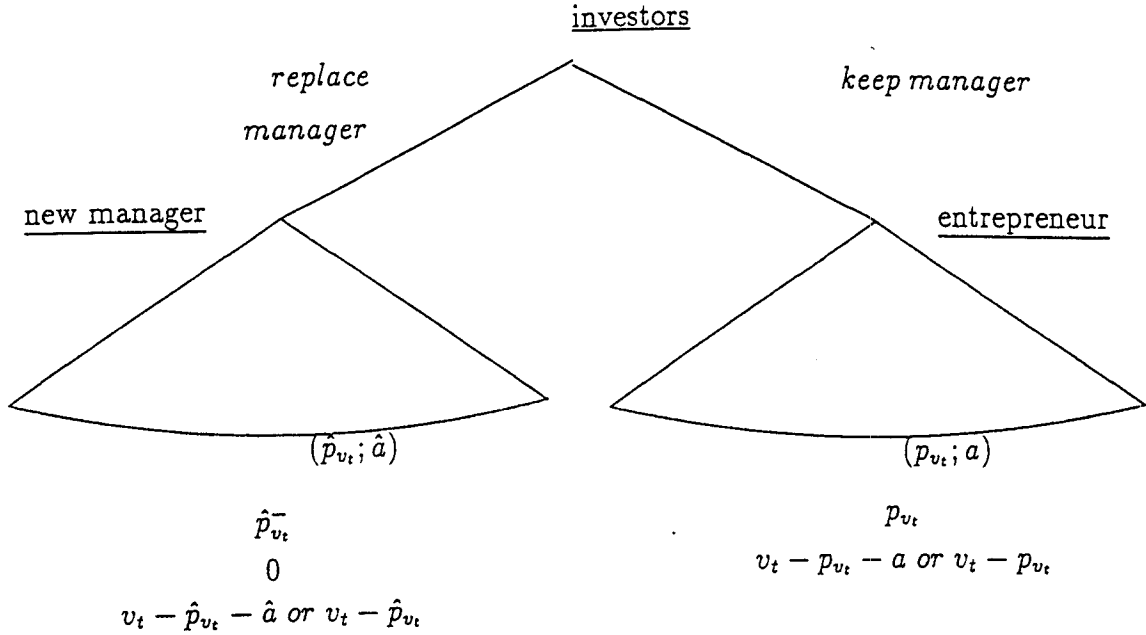 investors
replace
manager
keep manager
new manager
entrepreneur
(p̂_{v_t}; â)
(p_{v_t}; a)
p̂⁻_{v_t}
0
v_t − p̂_{v_t} − â or v_t − p̂_{v_t}
p_{v_t}
v_t − p_{v_t} − a or v_t − p_{v_t}